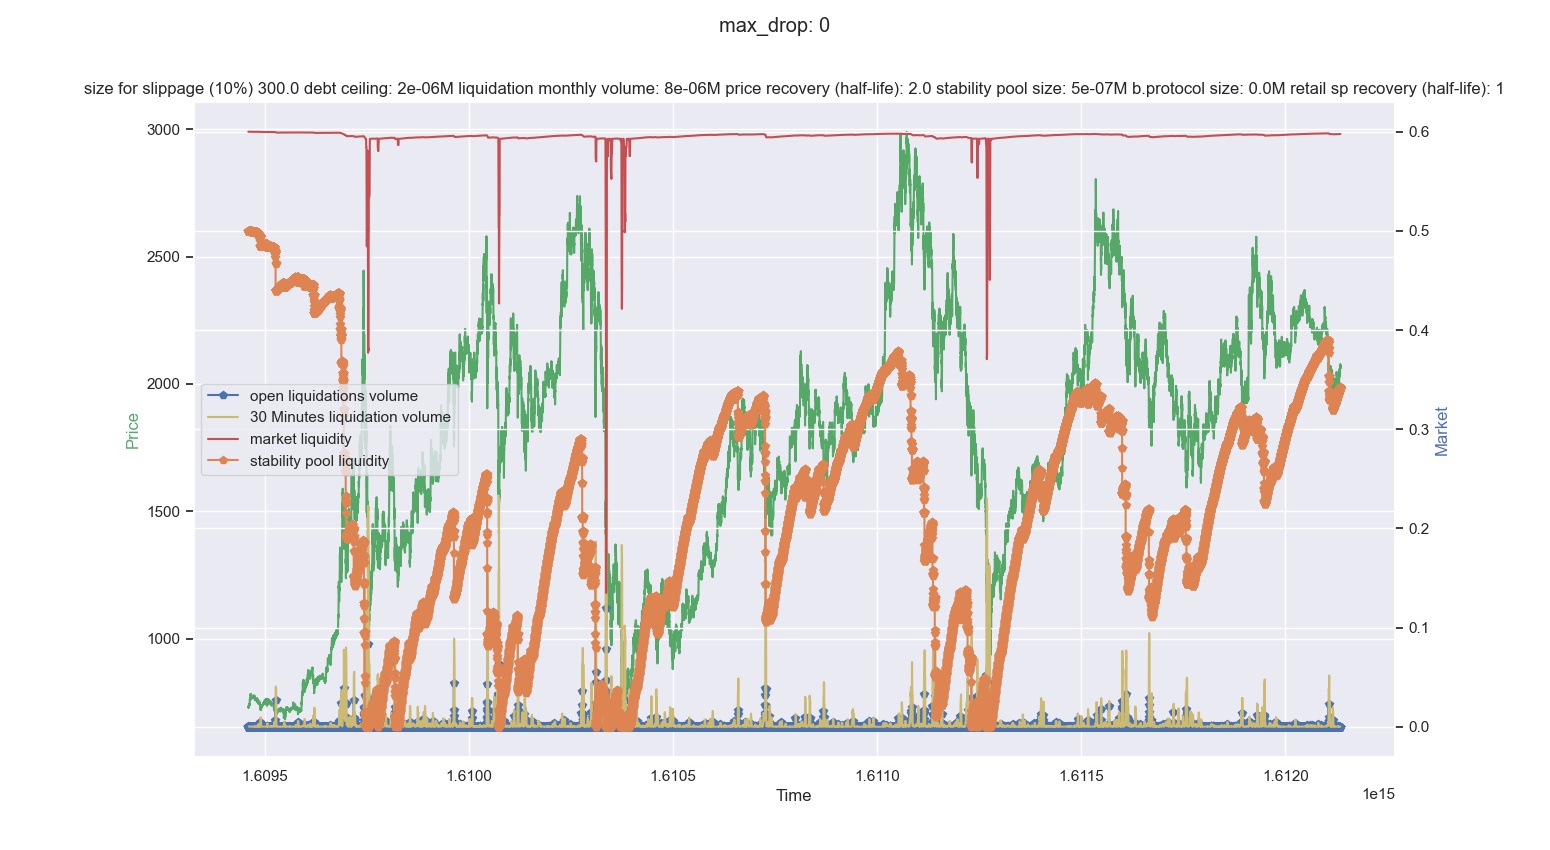 max_drop: 0
size for slippage (10%) 300.0 debt ceiling: 2e-06M liquidation monthly volume: 8e-06M price recovery (half-life): 2.0 stability pool size: 5e-07M b.protocol size: 0.0M retail sp recovery (half-life): 1
3000
2500
2000
1500
1000
Price
open liquidations volume
30 Minutes liquidation volume
market liquidity
stability pool liquidity
0.6
0.5
0.4
0.3
0.2
0.1
0.0
Market
1.6095 1.6100 1.6105 1.6110 1.6115 1.6120
Time
1e15